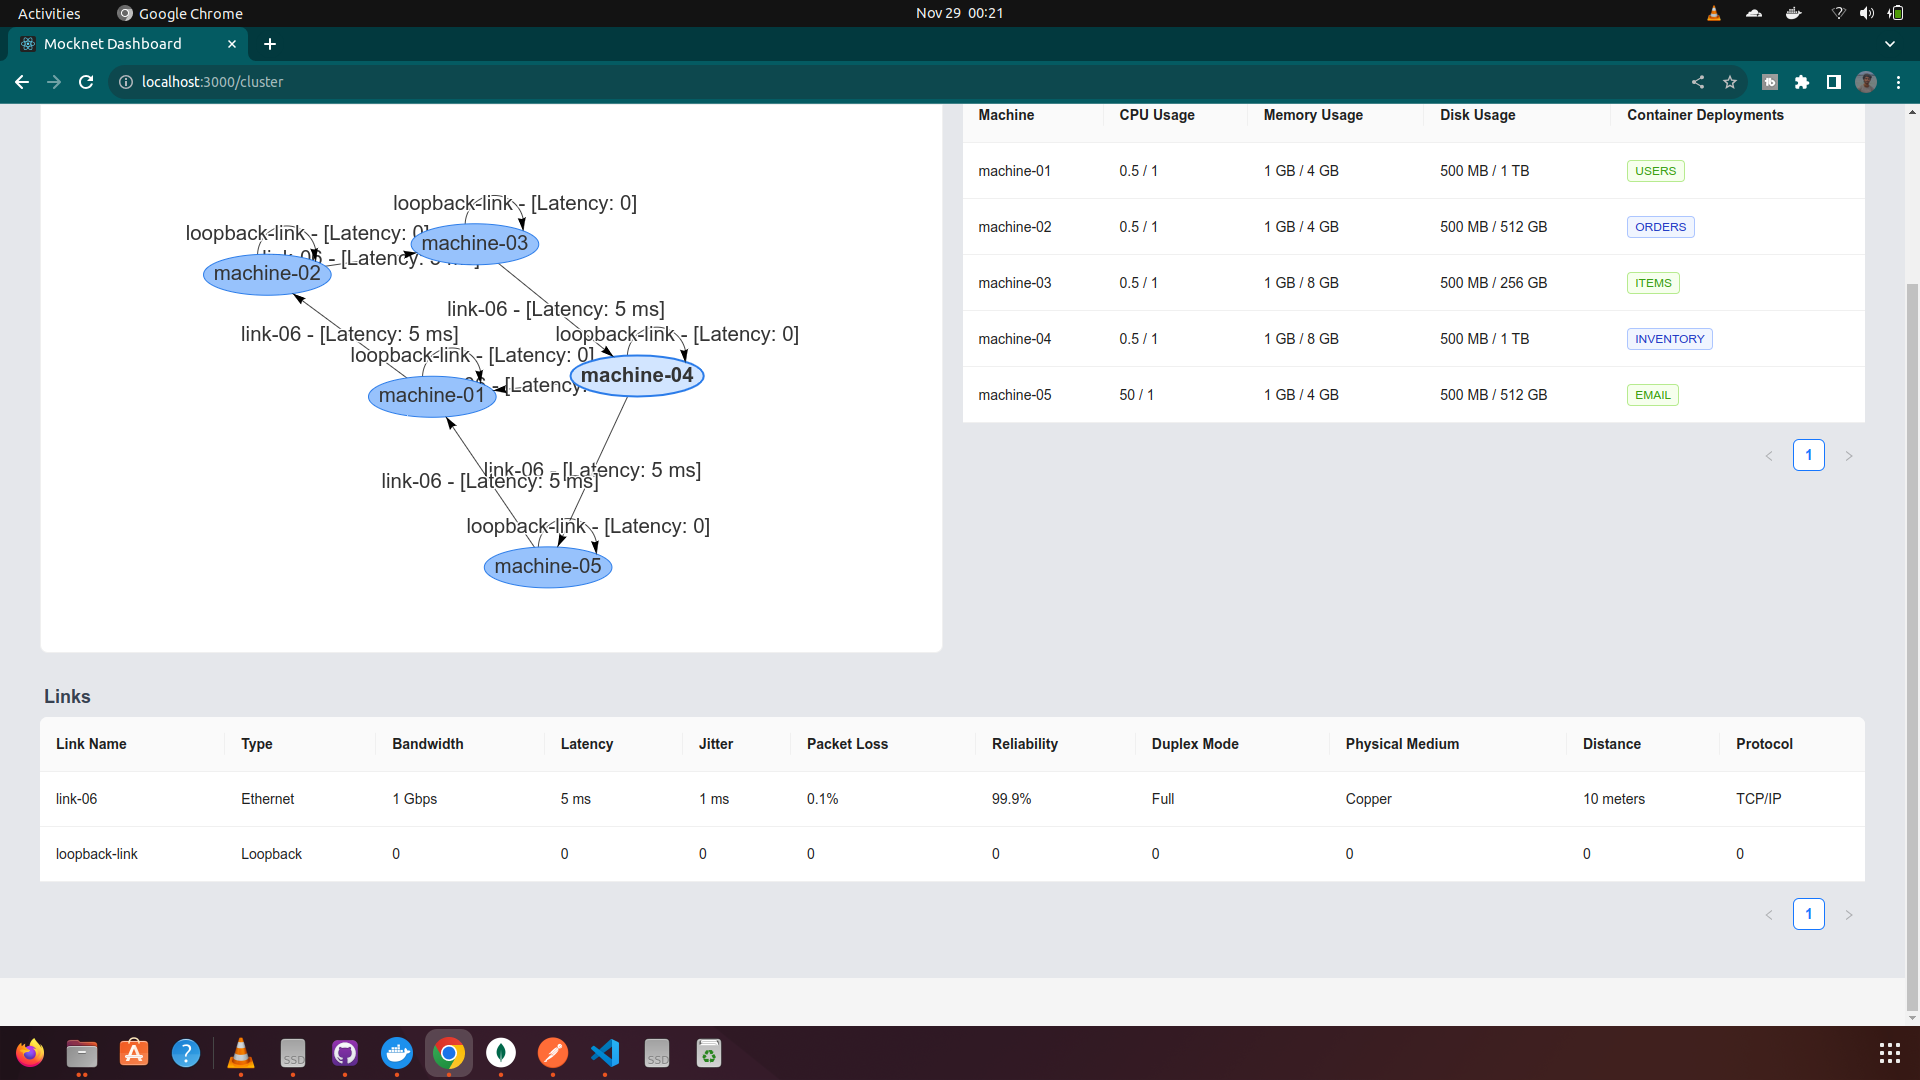 Activities
Google Chrome
Nov 29 00:21
Mocknet Dashboard
localhost:3000/cluster
loopback-link - [Latency: 0]
machine-03
loopback-link - [Latency: 0]
machine-02
loopback-link - [Latency: 0]
link-06 - [Latency: 5 ms]
link-06 - [Latency: 5 ms]
link-06 - [Latency: 5 ms]
loopback-link - [Latency: 0]
machine-04
machine-01
[Latency:
link-06 - [Latency: 5 ms]
link-06 - [Latency: 5 ms]
loopback-link - [Latency: 0]
machine-05
Machine CPU Usage Memory Usage Disk Usage Container Deployments
machine-01 0.5 / 1 1 GB / 4 GB 500 MB / 1 TB USERS
machine-02 0.5 / 1 1 GB / 4 GB 500 MB / 512 GB ORDERS
machine-03 0.5 / 1 1 GB / 8 GB 500 MB / 256 GB ITEMS
machine-04 0.5 / 1 1 GB / 8 GB 500 MB / 1 TB INVENTORY
machine-05 50 / 1 1 GB / 4 GB 500 MB / 512 GB EMAIL
< 1 >
Links
Link Name Type Bandwidth Latency Jitter Packet Loss Reliability Duplex Mode Physical Medium Distance Protocol
link-06 Ethernet 1 Gbps 5 ms 1 ms 0.1% 99.9% Full Copper 10 meters TCP/IP
loopback-link Loopback 0 0 0 0 0 0 0 0 0
< 1 >
SSD
SSD